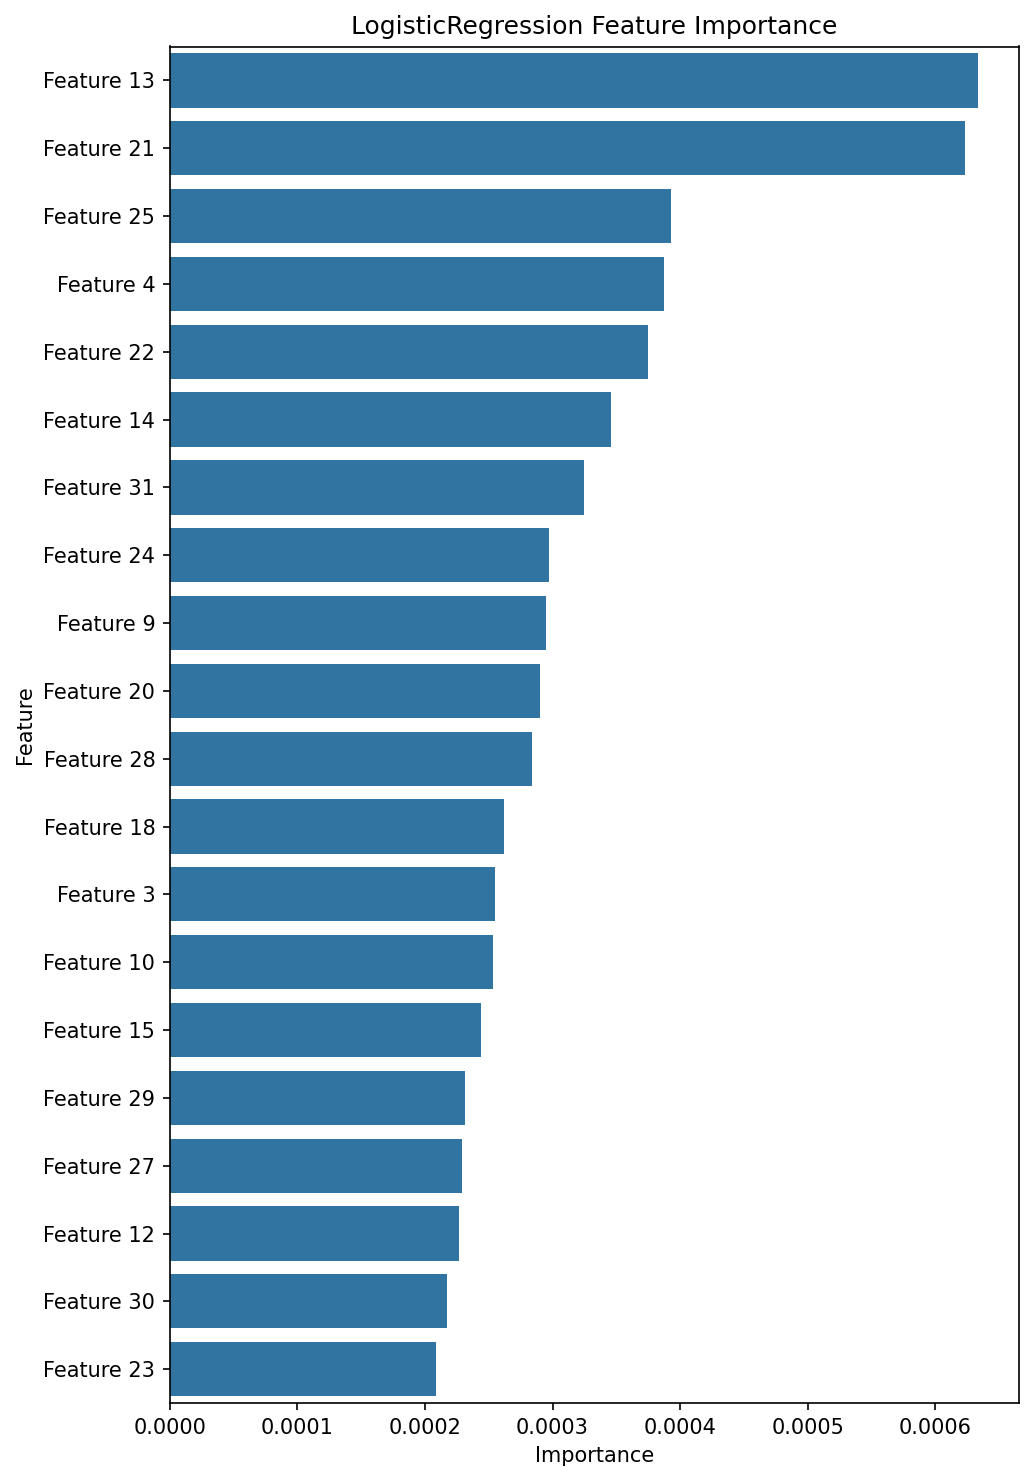 LogisticRegression Feature Importance
Feature 13
Feature 21
Feature 25
Feature 4
Feature 22
Feature 14
Feature 31
Feature 24
Feature 9
Feature 20
Feature 28
Feature 18
Feature 3
Feature 10
Feature 15
Feature 29
Feature 27
Feature 12
Feature 30
Feature 23
Feature
0.0000 0.0001 0.0002 0.0003 0.0004 0.0005 0.0006
Importance